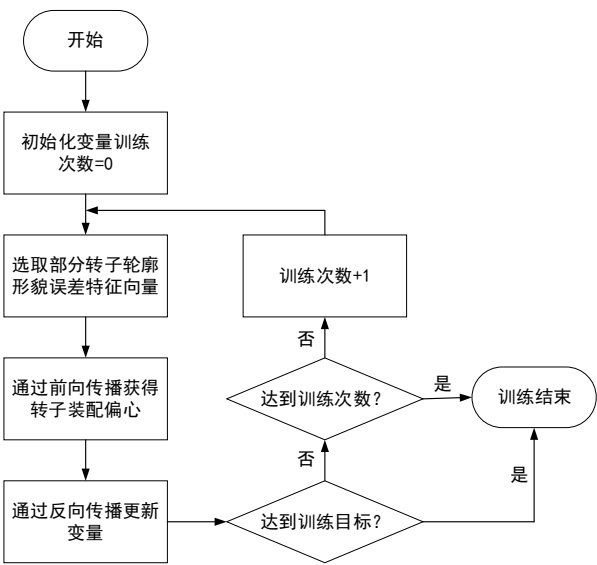 开始
初始化变量训练
次数=0
选取部分转子轮廓
形貌误差特征向量
训练次数+1
否
通过前向传播获得
转子装配偏心
达到训练次数?
是
训练结束
否
是
通过反向传播更新
变量
达到训练目标?